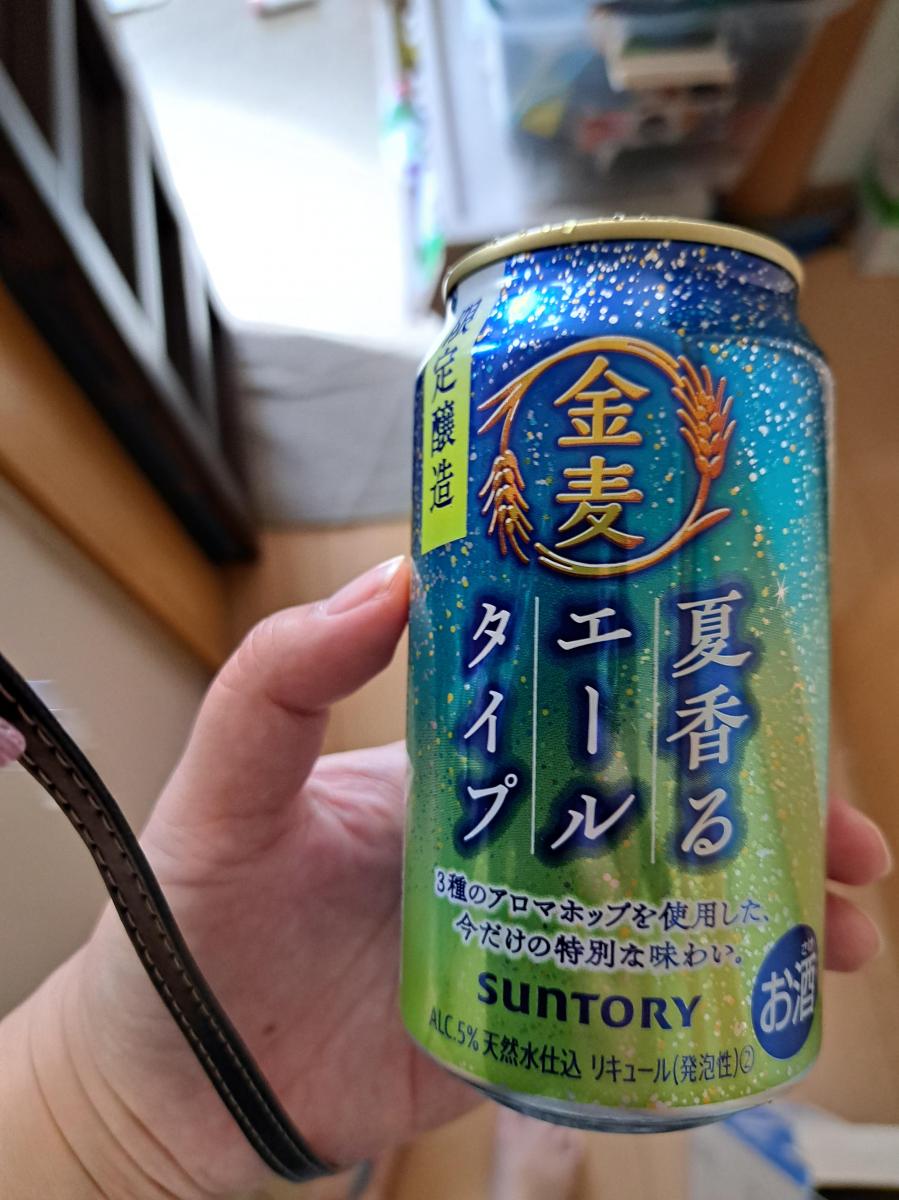 限定醸造
金麦
夏香る
エール
タイプ
3種のアロマホップを使用した、
今だけの特別な味わい。
SUNTORY
さけ
お酒
ALC.5% 天然水仕込 リキュール(発泡性)②